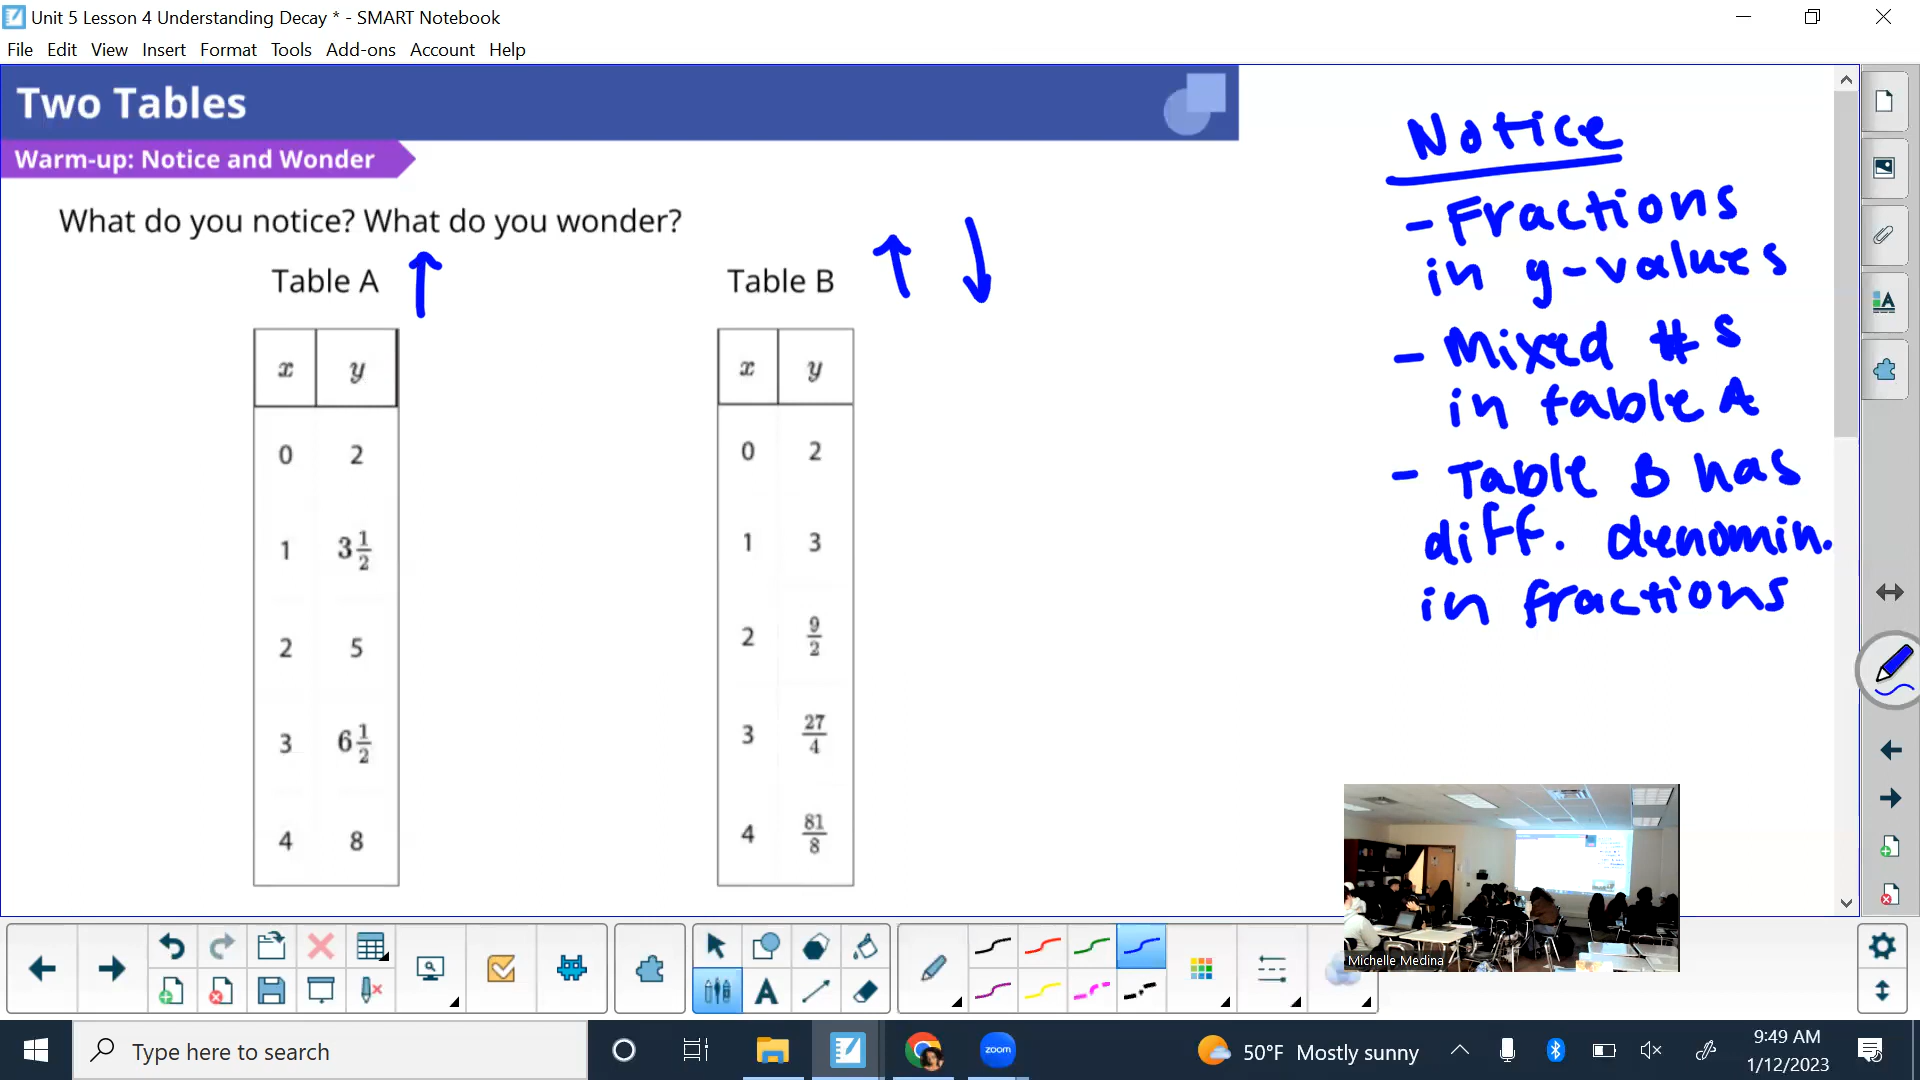 Unit 5 Lesson 4 Understanding Decay * - SMART Notebook
File Edit View Insert Format Tools Add-ons Account Help
Two Tables
Warm-up: Notice and Wonder
What do you notice? What do you wonder?
Table A
x y
0 2
1 3 1/2
2 5
3 6 1/2
4 8
Table B
x y
0 2
1 3
2 9/2
3 27/4
4 81/8
Notice
- Fractions
in y-values
- Mixed #s
in table A
- Table B has
diff. denomin.
in fractions
Michelle Medina
Type here to search
zoom
50°F Mostly sunny
9:49 AM
1/12/2023